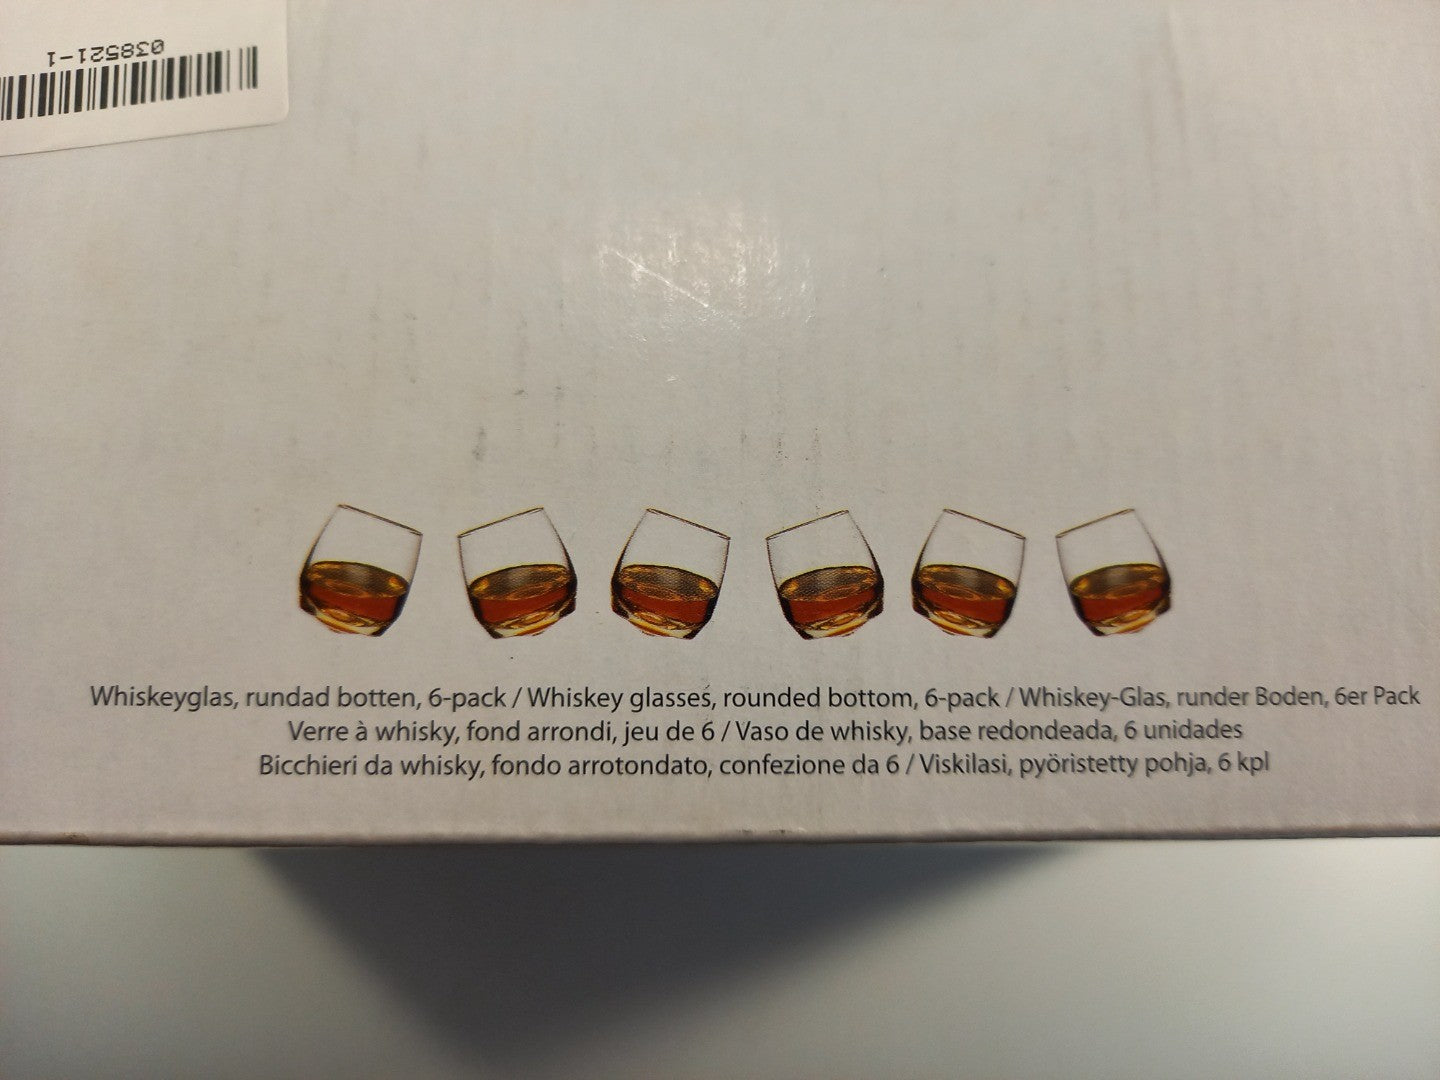 038521-1
Whiskeyglas, rundad botten, 6-pack / Whiskey glasses, rounded bottom, 6-pack / Whiskey-Glas, runder Boden, 6er Pack
Verre à whisky, fond arrondi, jeu de 6 / Vaso de whisky, base redondeada, 6 unidades
Bicchieri da whisky, fondo arrotondato, confezione da 6 / Viskilasi, pyöristetty pohja, 6 kpl